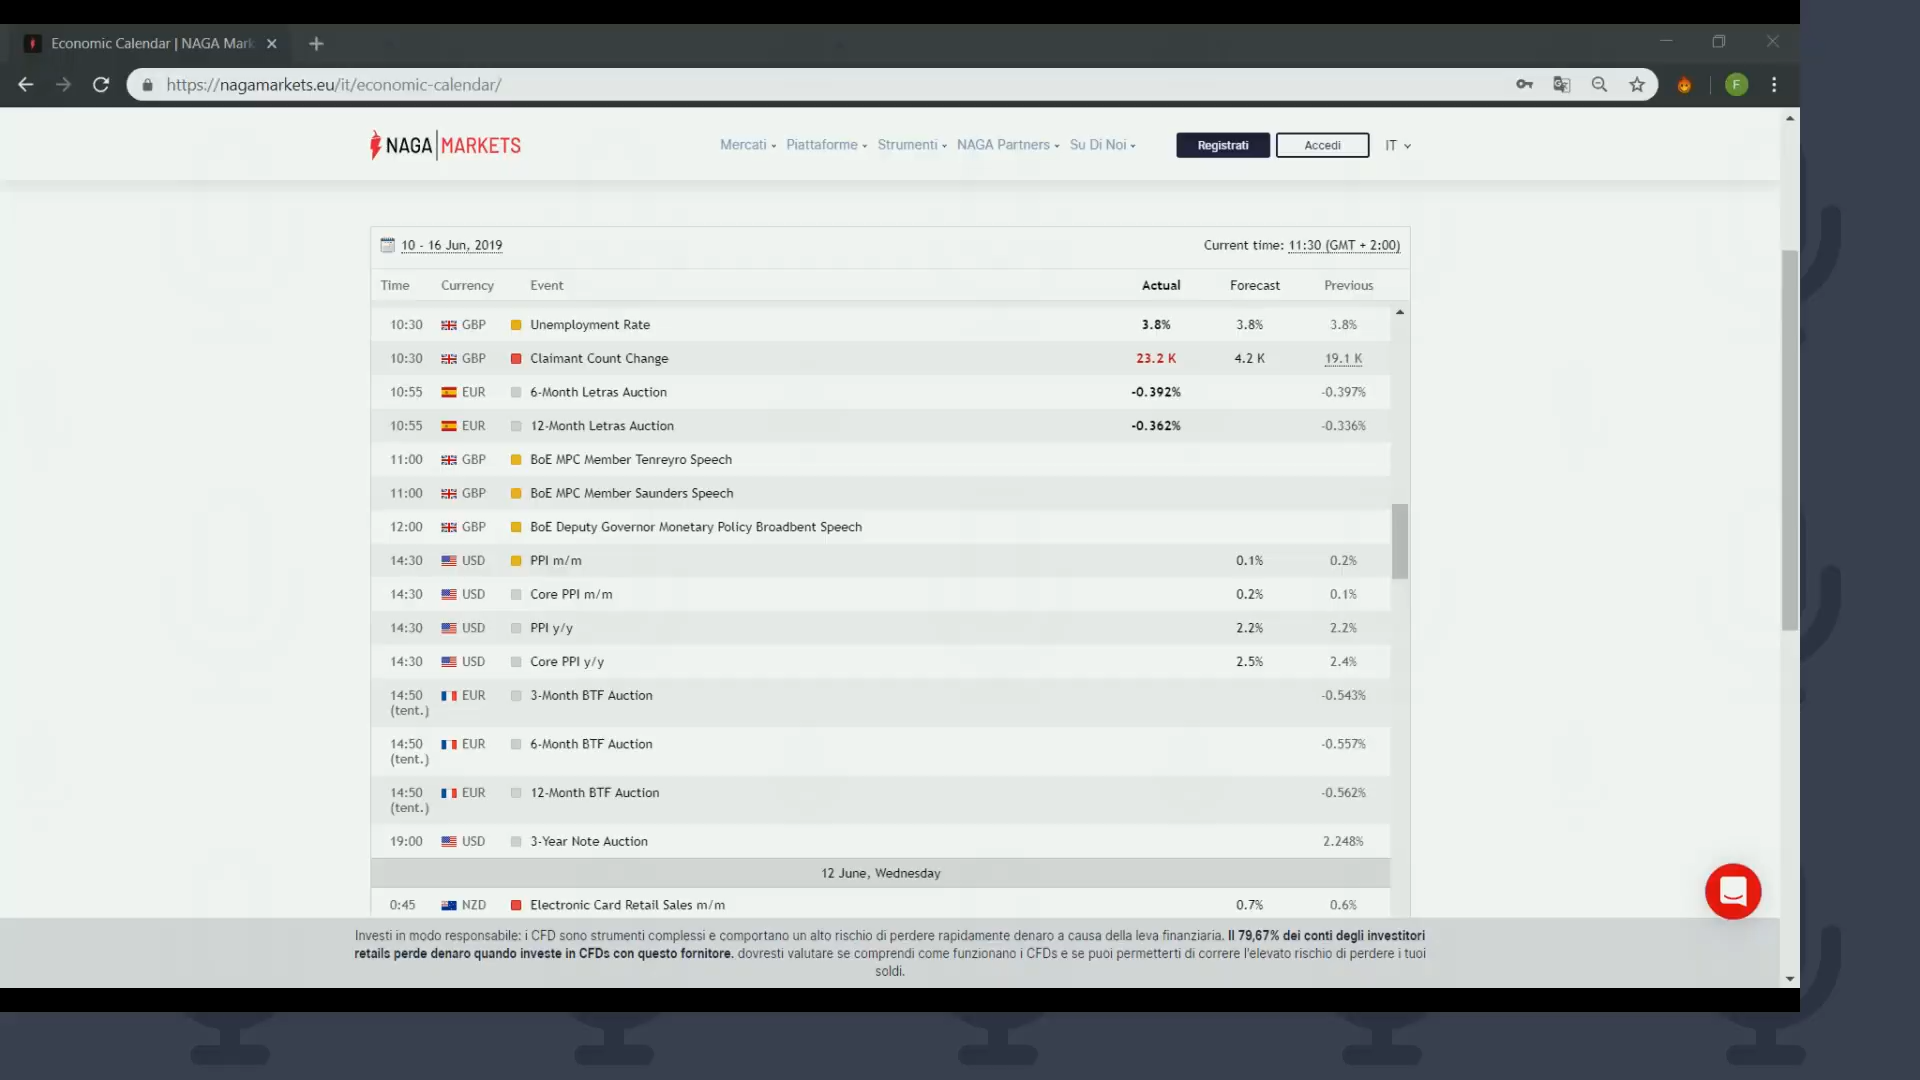 Economic Calendar | NAGA Mark
https://nagamarkets.eu/it/economic-calendar/
F
NAGA MARKETS
Mercati Piattaforme Strumenti NAGA Partners Su Di Noi Registrati Accedi IT
10 - 16 Jun, 2019 Current time: 11:30 (GMT + 2:00)
Time Currency Event Actual Forecast Previous
10:30 GBP Unemployment Rate 3.8% 3.8% 3.8%
10:30 GBP Claimant Count Change 23.2 K 4.2 K 19.1 K
10:55 EUR 6-Month Letras Auction -0.392% -0.397%
10:55 EUR 12-Month Letras Auction -0.362% -0.336%
11:00 GBP BoE MPC Member Tenreyro Speech
11:00 GBP BoE MPC Member Saunders Speech
12:00 GBP BoE Deputy Governor Monetary Policy Broadbent Speech
14:30 USD PPI m/m 0.1% 0.2%
14:30 USD Core PPI m/m 0.2% 0.1%
14:30 USD PPI y/y 2.2% 2.2%
14:30 USD Core PPI y/y 2.5% 2.4%
14:50 EUR 3-Month BTF Auction -0.543%
(tent.)
14:50 EUR 6-Month BTF Auction -0.557%
(tent.)
14:50 EUR 12-Month BTF Auction -0.562%
(tent.)
19:00 USD 3-Year Note Auction 2.248%
12 June, Wednesday
0:45 NZD Electronic Card Retail Sales m/m 0.7% 0.6%
Investi in modo responsabile: i CFD sono strumenti complessi e comportano un alto rischio di perdere rapidamente denaro a causa della leva finanziaria. Il 79,67% dei conti degli investitori
retails perde denaro quando investe in CFDs con questo fornitore. dovresti valutare se comprendi come funzionano i CFDs e se puoi permetterti di correre l'elevato rischio di perdere i tuoi
soldi.